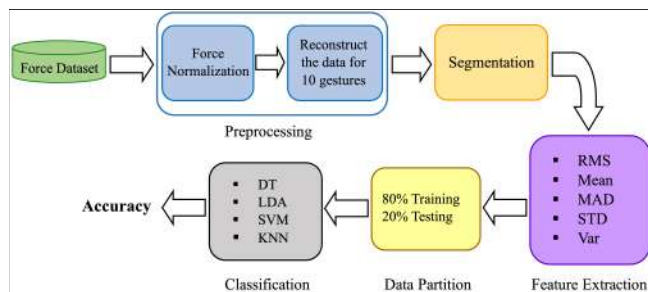 Force Dataset
Force
Normalization
Reconstruct
the data for
10 gestures
Preprocessing
Segmentation
▪ RMS
▪ Mean
▪ MAD
▪ STD
▪ Var
Feature Extraction
80% Training
20% Testing
Data Partition
▪ DT
▪ LDA
▪ SVM
▪ KNN
Classification
Accuracy